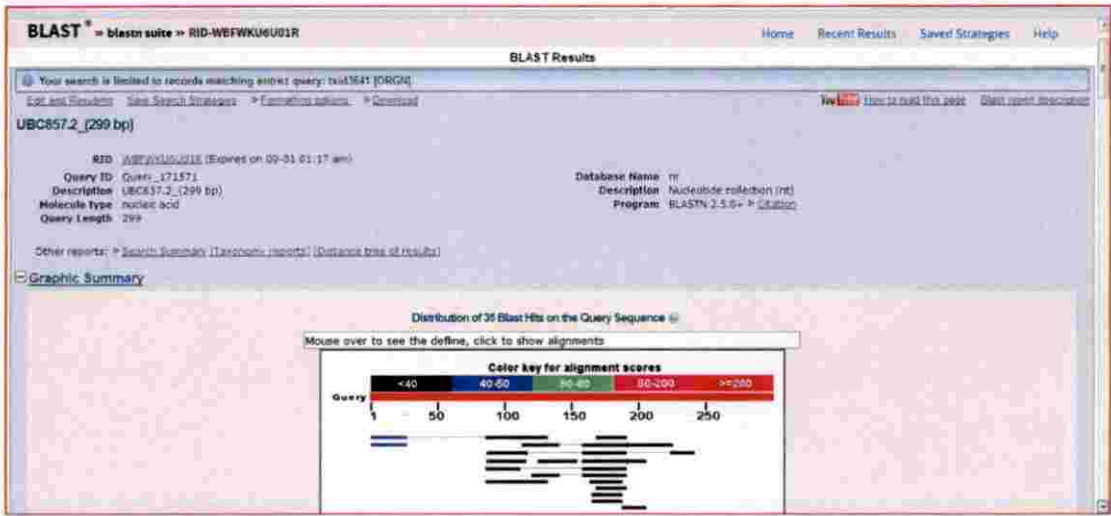 BLAST ® » blastn suite » RID-WBFWKU6U01R
Home Recent Results Saved Strategies Help
BLAST Results
Your search is limited to records matching entrez query: txid3641 [ORGN].
Edit and Resubmit Save Search Strategies ▶ Formatting options ▶ Download
YouTube How to read this page Blast report description
UBC857.2_(299 bp)
RID WBFWKU6U01R (Expires on 09-01 01:17 am)
Query ID Query_171571
Description UBC857.2_(299 bp)
Molecule type nucleic acid
Query Length 299
Database Name nr
Description Nucleotide collection (nt)
Program BLASTN 2.5.0+ ▶ Citation
Other reports: ▶ Search Summary [Taxonomy reports] [Distance tree of results]
Graphic Summary
Distribution of 35 Blast Hits on the Query Sequence
Mouse over to see the defline, click to show alignments
Color key for alignment scores
<40 40-50 50-80 80-200 >=200
Query
1 50 100 150 200 250